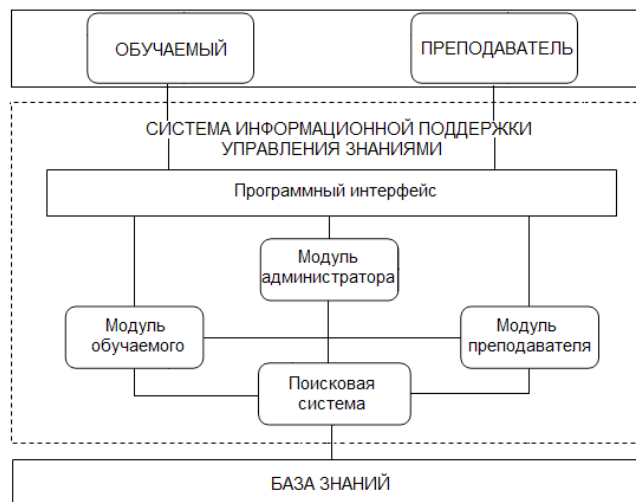 ОБУЧАЕМЫЙ
ПРЕПОДАВАТЕЛЬ
СИСТЕМА ИНФОРМАЦИОННОЙ ПОДДЕРЖКИ
УПРАВЛЕНИЯ ЗНАНИЯМИ
Программный интерфейс
Модуль
администратора
Модуль
обучаемого
Модуль
преподавателя
Поисковая
система
БАЗА ЗНАНИЙ